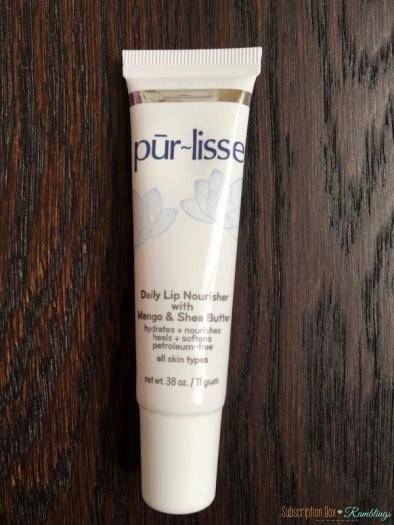 pūr~lisse
Daily Lip Nourisher
with
Mango & Shea Butter
hydrates + nourishes
heals + softens
petroleum-free
all skin types
net wt. 38 oz. / 11 gram
Subscription Box ♥ Ramblings